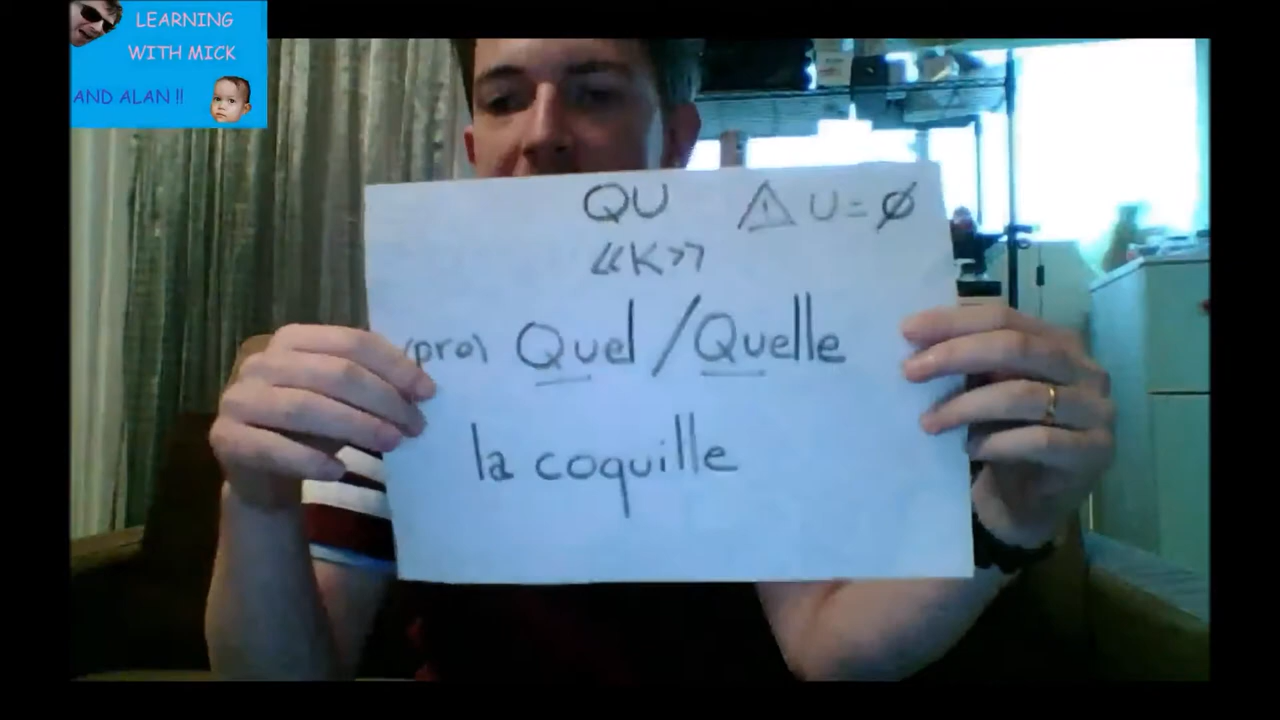 LEARNING
WITH MICK
AND ALAN !!
QU ⚠ U = Ø
«K»
(pro) Quel / Quelle
la coquille